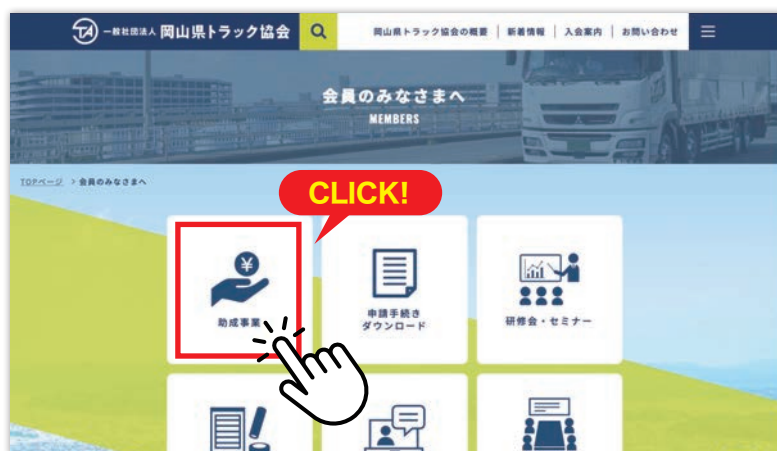 一般社団法人 岡山県トラック協会
岡山県トラック協会の概要 | 新着情報 | 入会案内 | お問い合わせ
会員のみなさまへ
MEMBERS
TOPページ > 会員のみなさまへ
CLICK!
助成事業
申請手続き
ダウンロード
研修会・セミナー